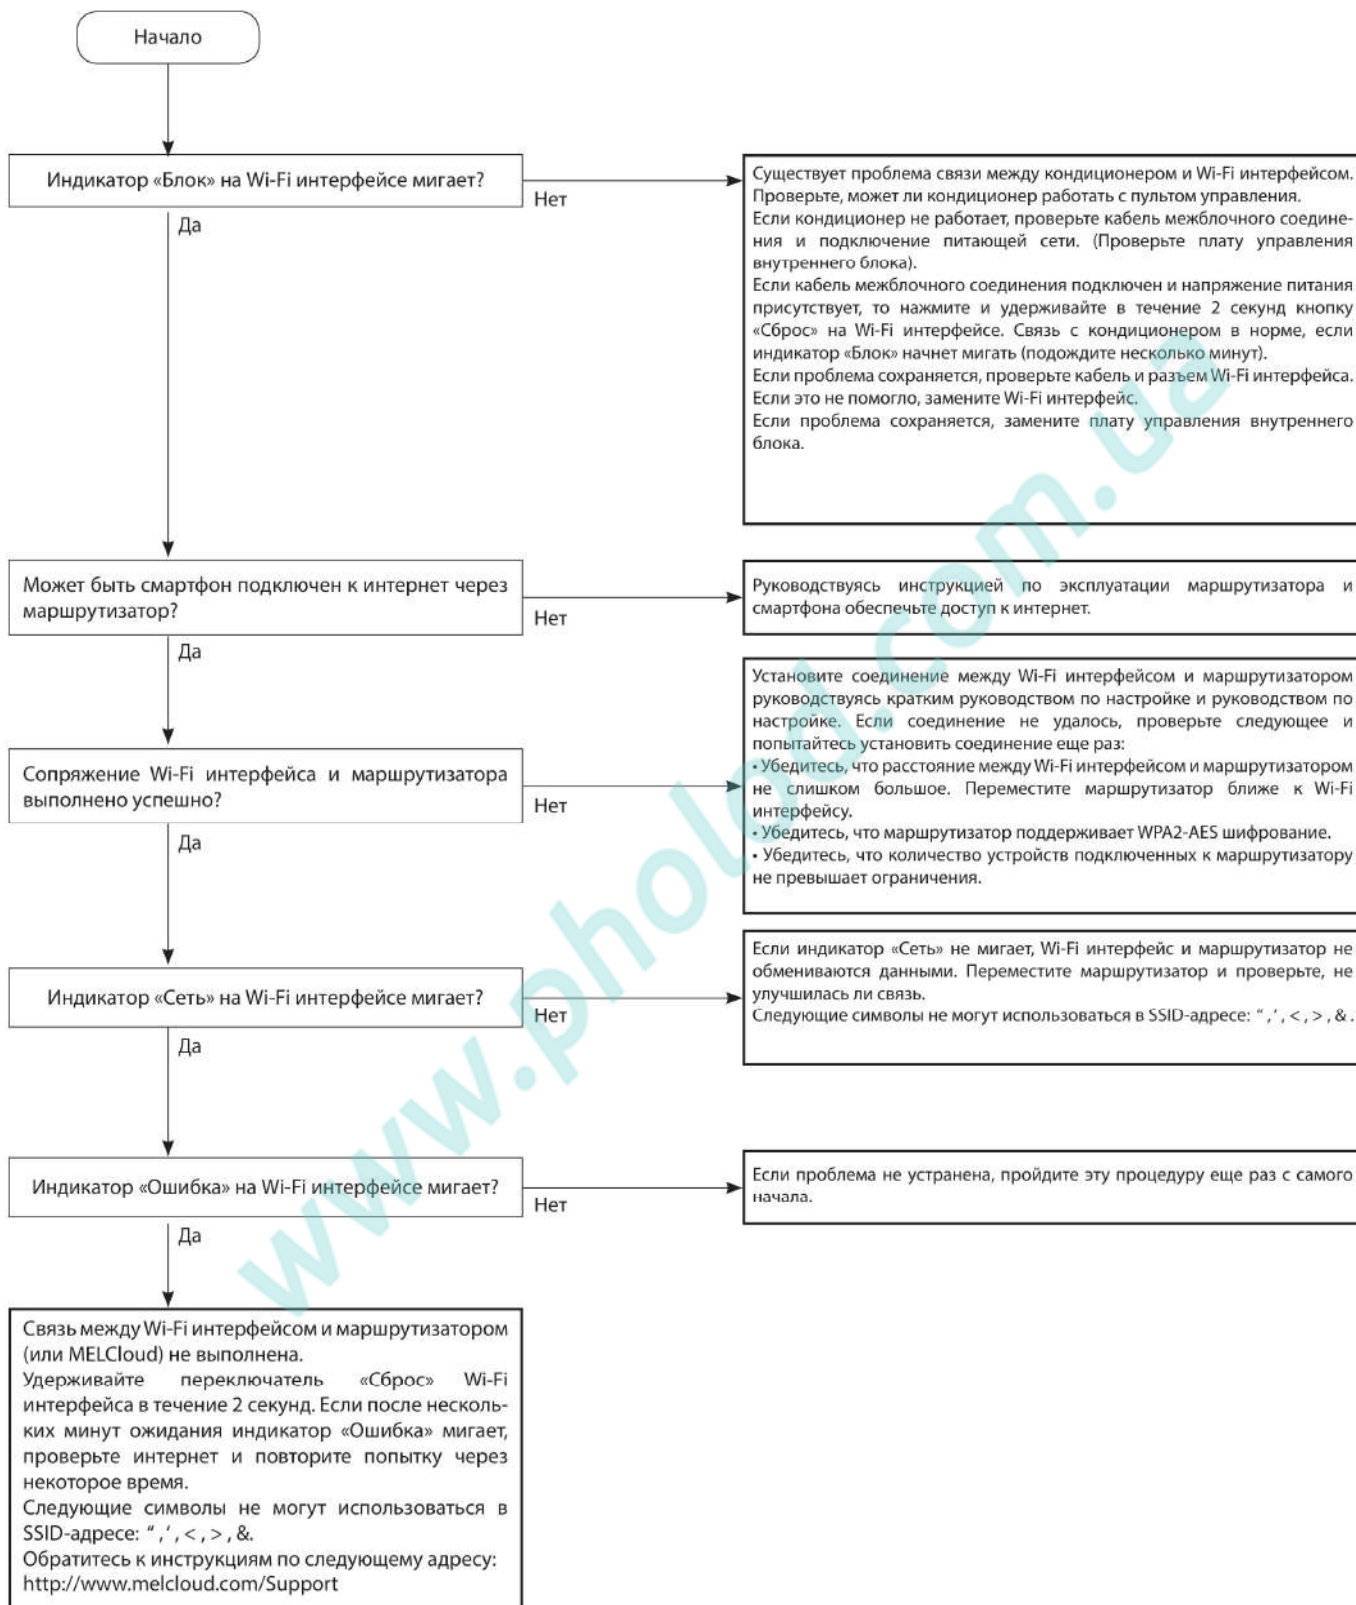 Начало
Индикатор «Блок» на Wi-Fi интерфейсе мигает?
Нет
Да
Существует проблема связи между кондиционером и Wi-Fi интерфейсом.
Проверьте, может ли кондиционер работать с пультом управления.
Если кондиционер не работает, проверьте кабель межблочного соедине-
ния и подключение питающей сети. (Проверьте плату управления
внутреннего блока).
Если кабель межблочного соединения подключен и напряжение питания
присутствует, то нажмите и удерживайте в течение 2 секунд кнопку
«Сброс» на Wi-Fi интерфейсе. Связь с кондиционером в норме, если
индикатор «Блок» начнет мигать (подождите несколько минут).
Если проблема сохраняется, проверьте кабель и разъем Wi-Fi интерфейса.
Если это не помогло, замените Wi-Fi интерфейс.
Если проблема сохраняется, замените плату управления внутреннего
блока.
Может быть смартфон подключен к интернет через
маршрутизатор?
Нет
Да
Руководствуясь инструкцией по эксплуатации маршрутизатора и
смартфона обеспечьте доступ к интернет.
Сопряжение Wi-Fi интерфейса и маршрутизатора
выполнено успешно?
Нет
Да
Установите соединение между Wi-Fi интерфейсом и маршрутизатором
руководствуясь кратким руководством по настройке и руководством по
настройке. Если соединение не удалось, проверьте следующее и
попытайтесь установить соединение еще раз:
• Убедитесь, что расстояние между Wi-Fi интерфейсом и маршрутизатором
не слишком большое. Переместите маршрутизатор ближе к Wi-Fi
интерфейсу.
• Убедитесь, что маршрутизатор поддерживает WPA2-AES шифрование.
• Убедитесь, что количество устройств подключенных к маршрутизатору
не превышает ограничения.
Индикатор «Сеть» на Wi-Fi интерфейсе мигает?
Нет
Да
Если индикатор «Сеть» не мигает, Wi-Fi интерфейс и маршрутизатор не
обмениваются данными. Переместите маршрутизатор и проверьте, не
улучшилась ли связь.
Следующие символы не могут использоваться в SSID-адресе: “ , ‘ , < , > , & .
Индикатор «Ошибка» на Wi-Fi интерфейсе мигает?
Нет
Да
Если проблема не устранена, пройдите эту процедуру еще раз с самого
начала.
Связь между Wi-Fi интерфейсом и маршрутизатором
(или MELCloud) не выполнена.
Удерживайте переключатель «Сброс» Wi-Fi
интерфейса в течение 2 секунд. Если после несколь-
ких минут ожидания индикатор «Ошибка» мигает,
проверьте интернет и повторите попытку через
некоторое время.
Следующие символы не могут использоваться в
SSID-адресе: “ , ‘ , < , > , &.
Обратитесь к инструкциям по следующему адресу:
http://www.melcloud.com/Support
www.pholod.com.ua